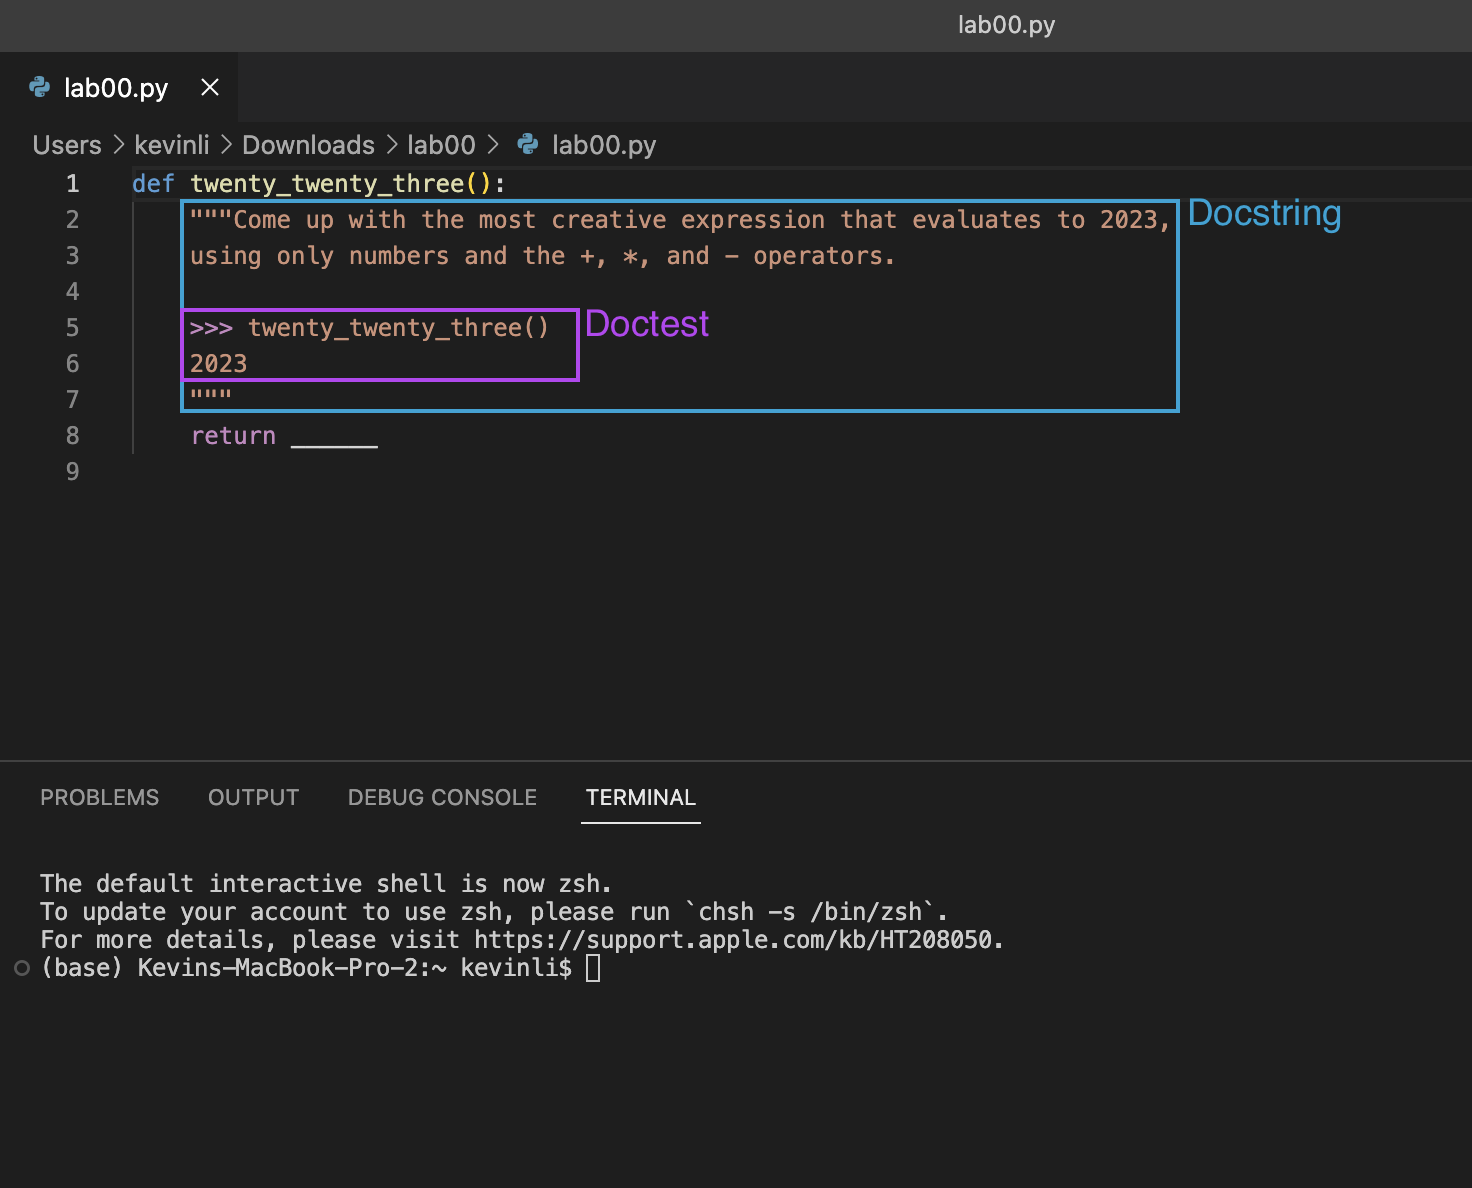 lab00.py
lab00.py ×
Users > kevinli > Downloads > lab00 > lab00.py
1 def twenty_twenty_three():
2 """Come up with the most creative expression that evaluates to 2023, Docstring
3 using only numbers and the +, *, and - operators.
4
5 >>> twenty_twenty_three() Doctest
6 2023
7 """
8 return ______
9
PROBLEMS OUTPUT DEBUG CONSOLE TERMINAL
The default interactive shell is now zsh.
To update your account to use zsh, please run `chsh -s /bin/zsh`.
For more details, please visit https://support.apple.com/kb/HT208050.
(base) Kevins-MacBook-Pro-2:~ kevinli$